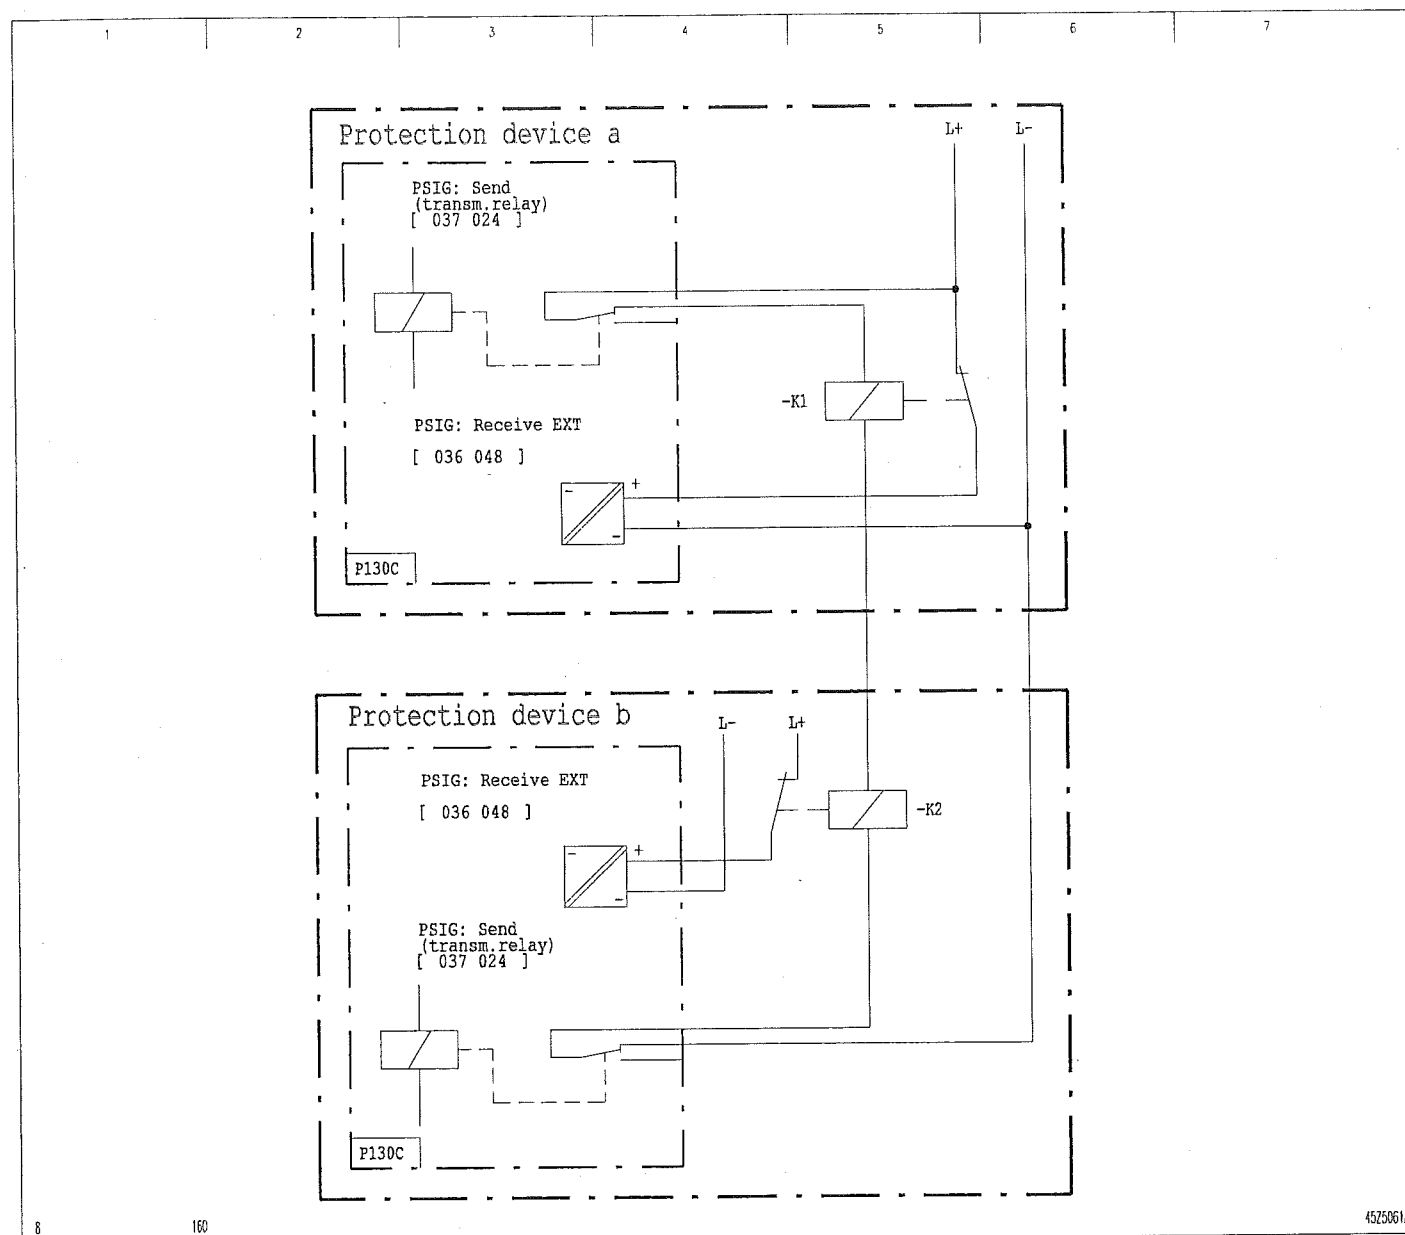 1 2 3 4 5 6 7
Protection device a
L+ L-
PSIG: Send
(transm.relay)
[ 037 024 ]
-K1
PSIG: Receive EXT
[ 036 048 ]
- +
-
P130C
Protection device b
L- L+
PSIG: Receive EXT
[ 036 048 ]
-K2
- +
-
PSIG: Send
(transm.relay)
[ 037 024 ]
P130C
8 160